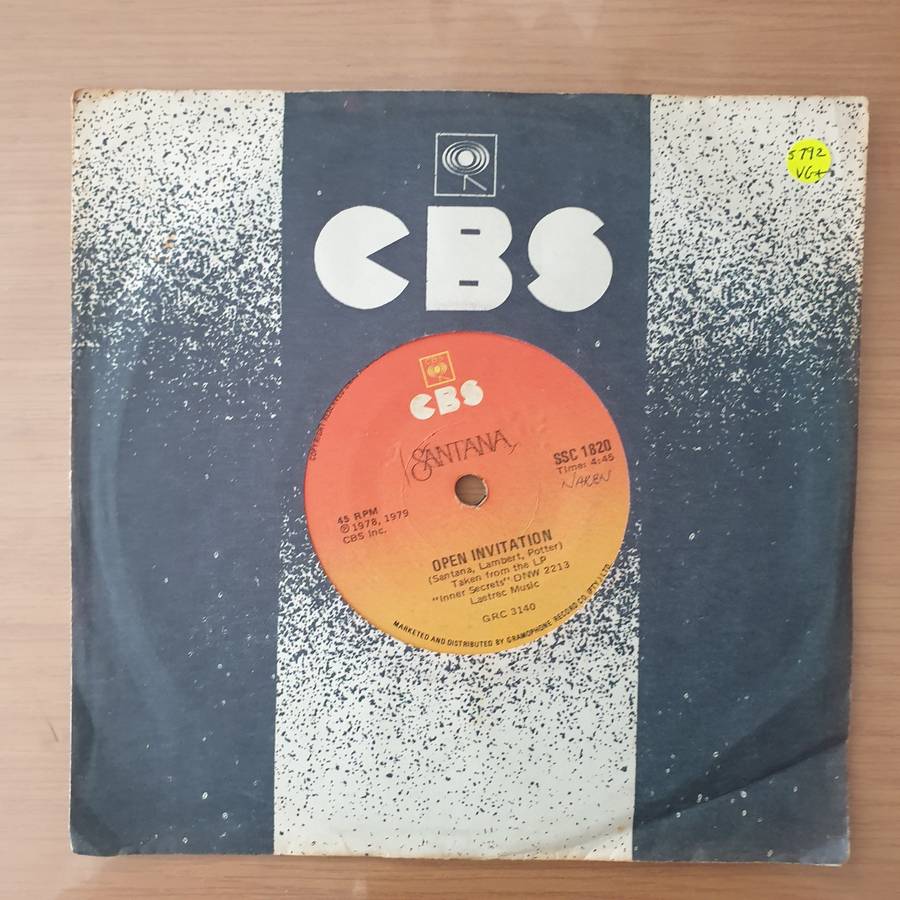 CBS
5792
VG+
CBS
CBS
SANTANA
SSC 1820
Time: 4:45
NAREN
45 RPM
℗ 1978, 1979
CBS Inc.
OPEN INVITATION
(Santana, Lambert, Potter)
Taken from the LP
"Inner Secrets" DNW 2213
Lastrec Music
GRC 3140
MARKETED AND DISTRIBUTED BY GRAMOPHONE RECORD CO. (P) LTD.